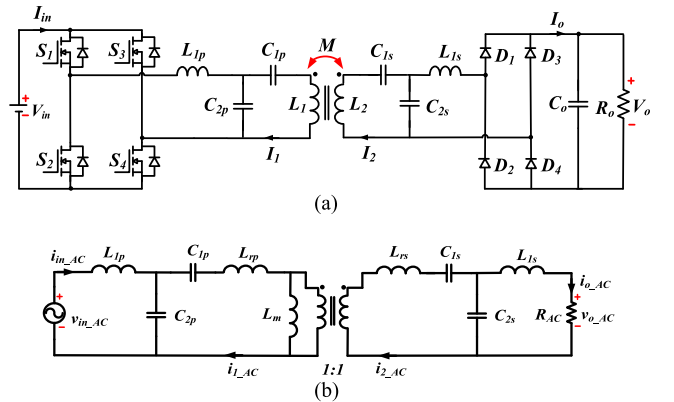 I_in
S_1 S_3 L_1p C_1p M C_1s L_1s D_1 I_o D_3
+ V_in − C_2p L_1 L_2 C_2s C_o R_o + V_o −
S_2 S_4 I_1 I_2 D_2 D_4
(a)
i_in_AC L_1p C_1p L_rp L_rs C_1s L_1s i_o_AC
+ v_in_AC − C_2p L_m C_2s R_AC + v_o_AC −
i_1_AC 1:1 i_2_AC
(b)